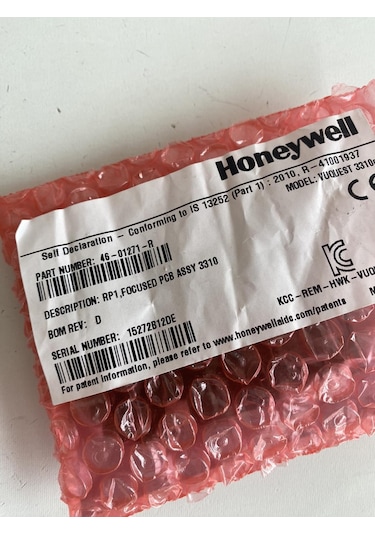 Honeywell
Self Declaration - Conforming to IS 13252 (Part 1) : 2010, R-41001937
MODEL: VUQUEST 3310
PART NUMBER: 46-01271-R
DESCRIPTION: RP1,FOCUSED PCB ASSY 3310
BOM REV: D
KCC-REM-HWK-VUQ
SERIAL NUMBER: 15272B12DE
For patent information, please refer to www.honeywellaidc.com/patents